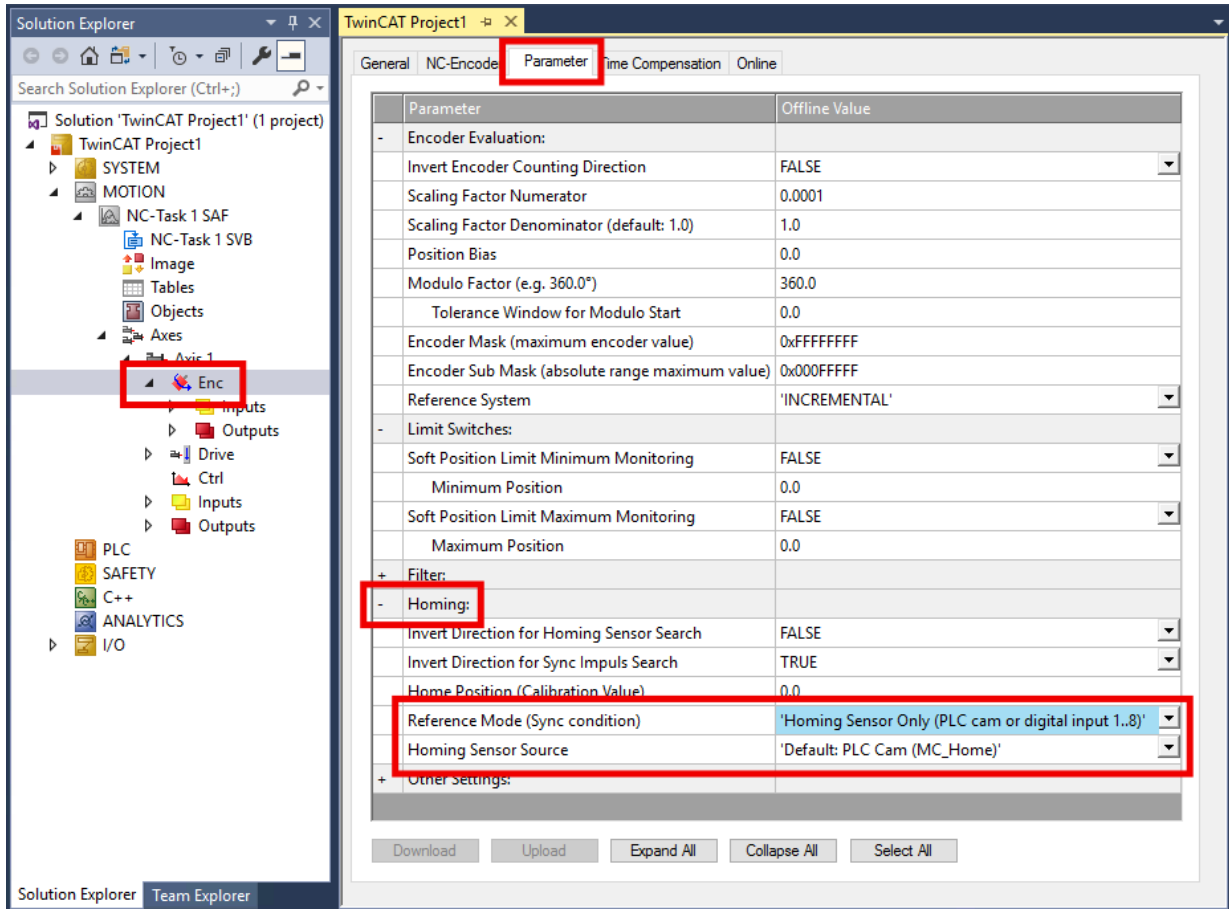 Solution Explorer
Search Solution Explorer (Ctrl+;)
Solution 'TwinCAT Project1' (1 project)
TwinCAT Project1
SYSTEM
MOTION
NC-Task 1 SAF
NC-Task 1 SVB
Image
Tables
Objects
Axes
Axis 1
Enc
Inputs
Outputs
Drive
Ctrl
Inputs
Outputs
PLC
SAFETY
C++
ANALYTICS
I/O
Solution Explorer Team Explorer
TwinCAT Project1
General NC-Encoder Parameter Time Compensation Online
Parameter Offline Value
- Encoder Evaluation:
Invert Encoder Counting Direction FALSE
Scaling Factor Numerator 0.0001
Scaling Factor Denominator (default: 1.0) 1.0
Position Bias 0.0
Modulo Factor (e.g. 360.0°) 360.0
Tolerance Window for Modulo Start 0.0
Encoder Mask (maximum encoder value) 0xFFFFFFFF
Encoder Sub Mask (absolute range maximum value) 0x000FFFFF
Reference System 'INCREMENTAL'
- Limit Switches:
Soft Position Limit Minimum Monitoring FALSE
Minimum Position 0.0
Soft Position Limit Maximum Monitoring FALSE
Maximum Position 0.0
+ Filter:
- Homing:
Invert Direction for Homing Sensor Search FALSE
Invert Direction for Sync Impuls Search TRUE
Home Position (Calibration Value) 0.0
Reference Mode (Sync condition) 'Homing Sensor Only (PLC cam or digital input 1..8)'
Homing Sensor Source 'Default: PLC Cam (MC_Home)'
+ Other Settings:
Download Upload Expand All Collapse All Select All